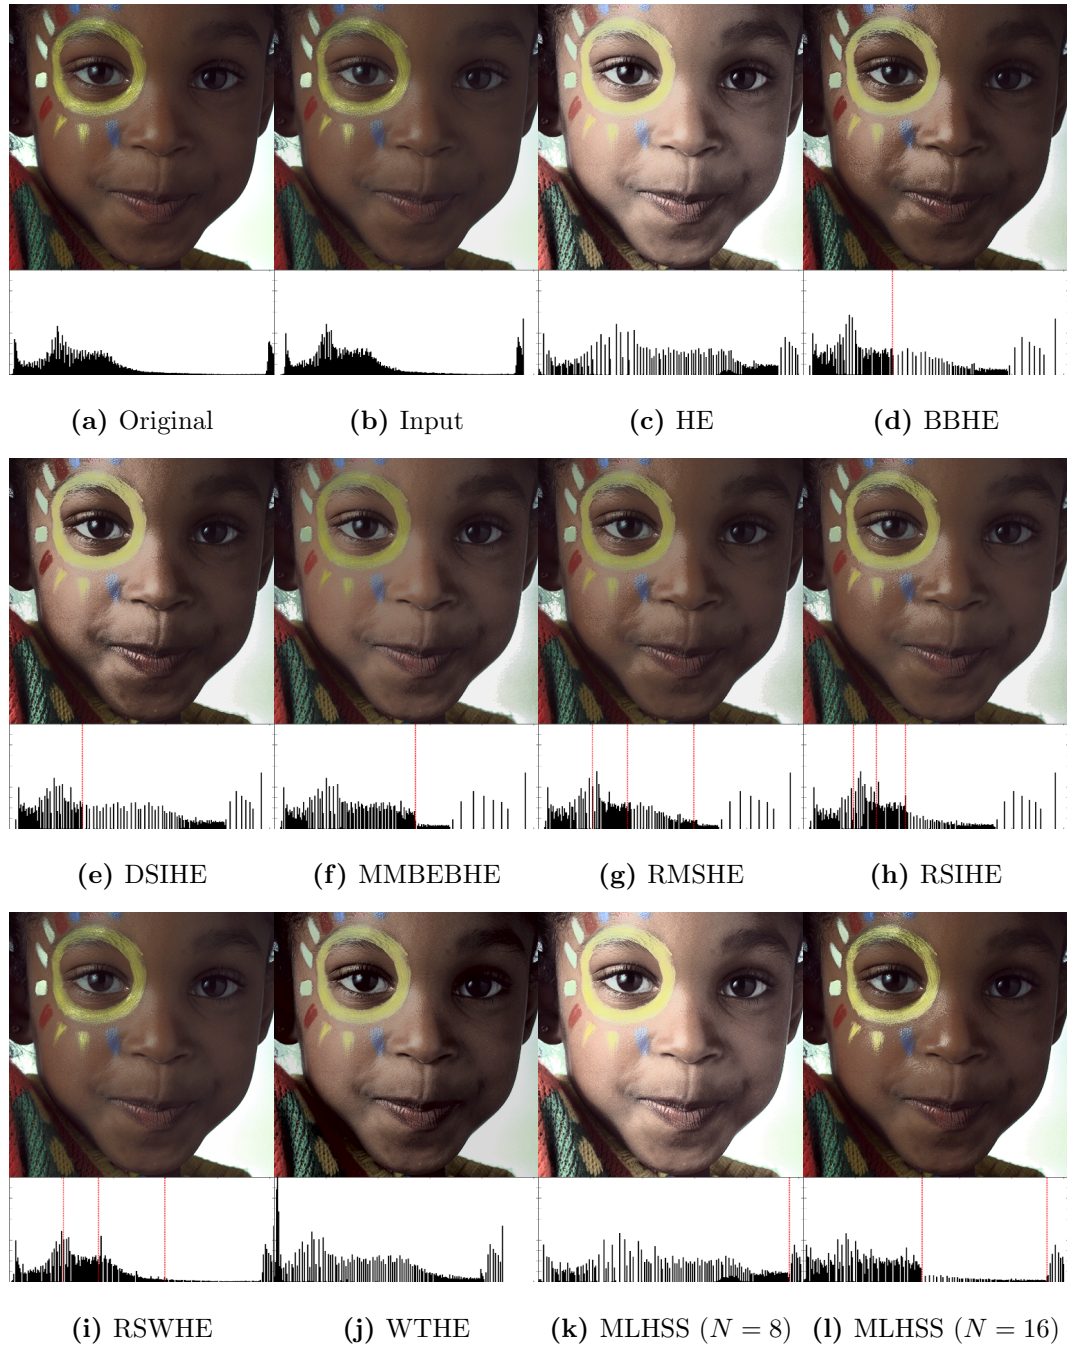 (a) Original (b) Input (c) HE (d) BBHE
(e) DSIHE (f) MMBEBHE (g) RMSHE (h) RSIHE
(i) RSWHE (j) WTHE (k) MLHSS (N = 8) (l) MLHSS (N = 16)